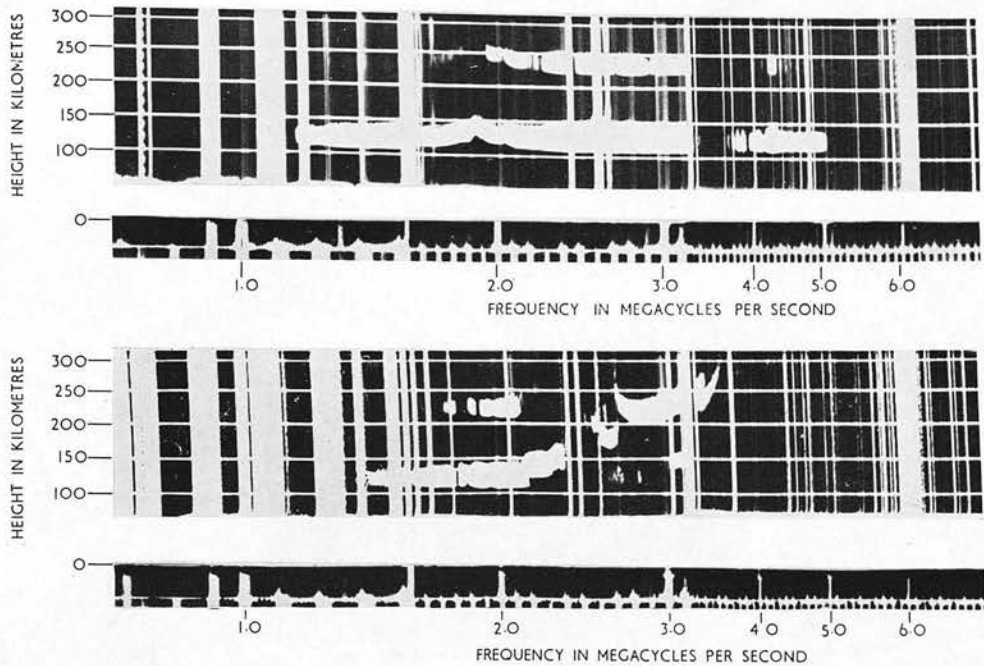 HEIGHT IN KILOMETRES
300
250
200
150
100
0
1.0 2.0 3.0 4.0 5.0 6.0
FREQUENCY IN MEGACYCLES PER SECOND
HEIGHT IN KILOMETRES
300
250
200
150
100
0
1.0 2.0 3.0 4.0 5.0 6.0
FREQUENCY IN MEGACYCLES PER SECOND